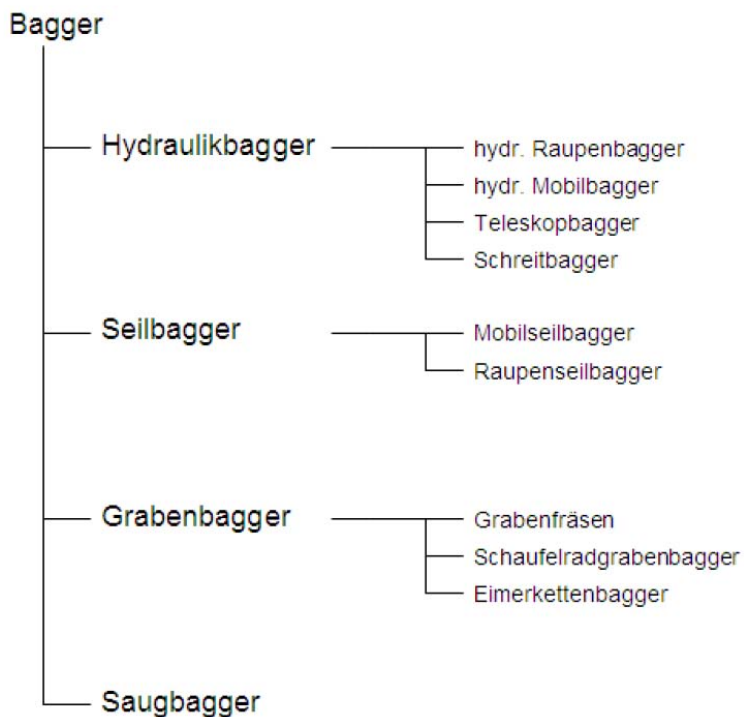 Bagger
Hydraulikbagger
hydr. Raupenbagger
hydr. Mobilbagger
Teleskopbagger
Schreitbagger
Seilbagger
Mobilseilbagger
Raupenseilbagger
Grabenbagger
Grabenfräsen
Schaufelradgrabenbagger
Eimerkettenbagger
Saugbagger